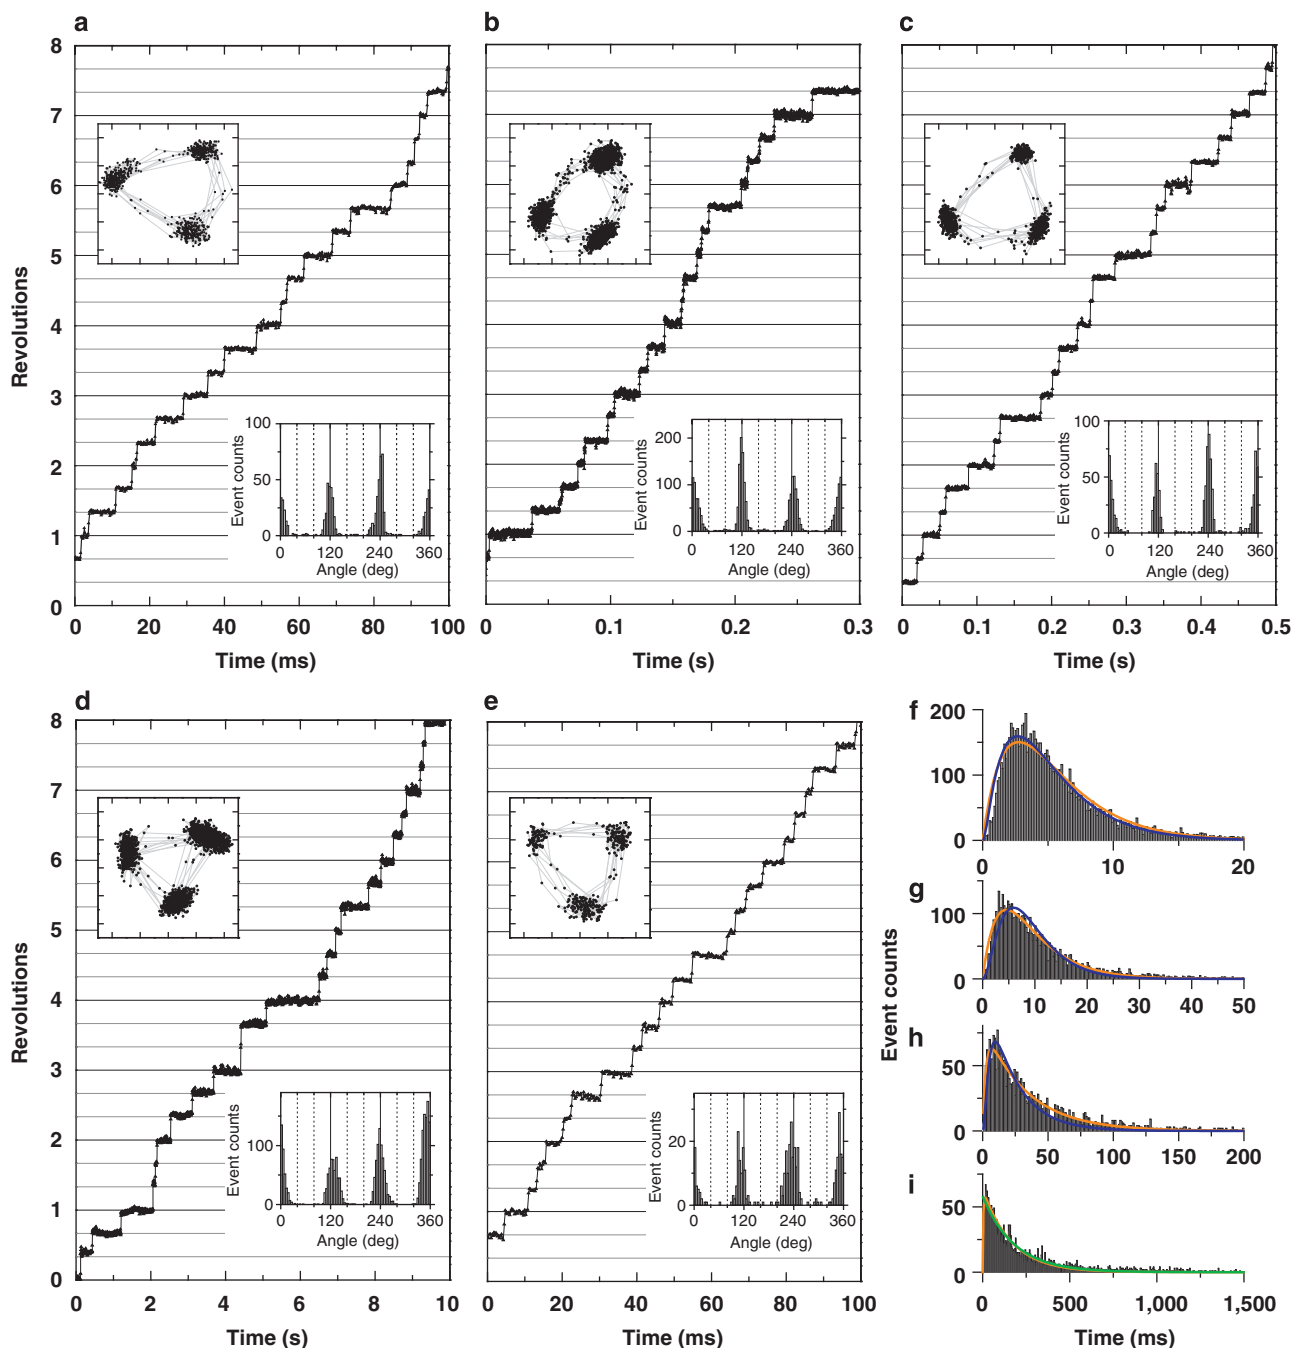 a
Revolutions
8
7
6
5
4
3
2
1
0
0 20 40 60 80 100
Time (ms)
Event counts
100
50
0
0 120 240 360
Angle (deg)
b
0 0.1 0.2 0.3
Time (s)
Event counts
200
100
0
0 120 240 360
Angle (deg)
c
0 0.1 0.2 0.3 0.4 0.5
Time (s)
Event counts
100
50
0
0 120 240 360
Angle (deg)
d
Revolutions
8
7
6
5
4
3
2
1
0
0 2 4 6 8 10
Time (s)
Event counts
100
0
0 120 240 360
Angle (deg)
e
0 20 40 60 80 100
Time (ms)
Event counts
20
0
0 120 240 360
Angle (deg)
Event counts
f
200
100
0
0 10 20
g
100
0
0 10 20 30 40 50
h
50
0
0 50 100 150 200
i
50
0
0 500 1,000 1,500
Time (ms)